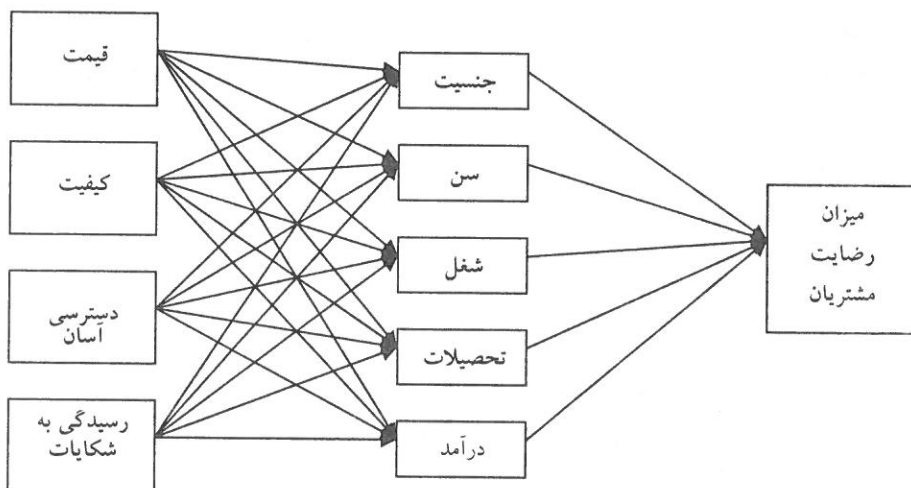 قیمت
کیفیت
دسترسی
آسان
رسیدگی به
شکایات
جنسیت
سن
شغل
تحصیلات
درآمد
میزان
رضایت
مشتریان